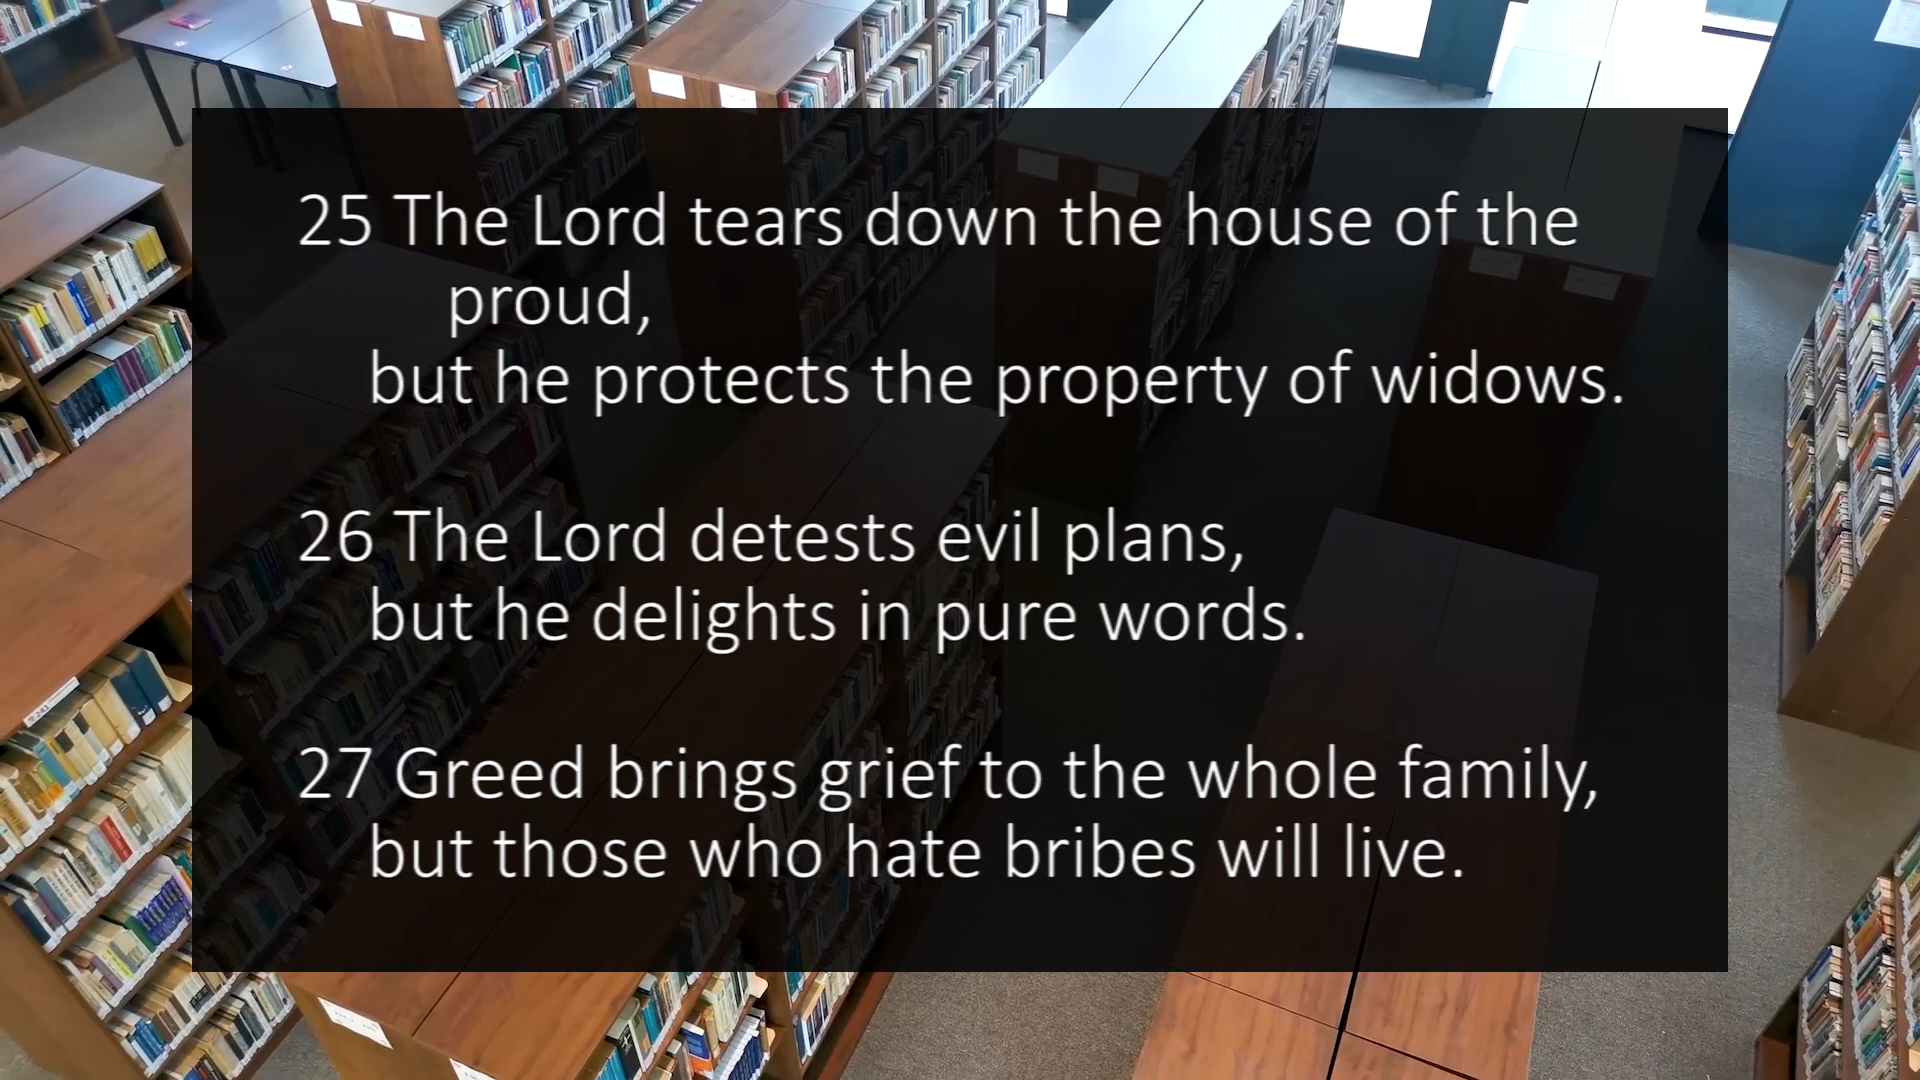 25 The Lord tears down the house of the
proud,
but he protects the property of widows.
26 The Lord detests evil plans,
but he delights in pure words.
27 Greed brings grief to the whole family,
but those who hate bribes will live.